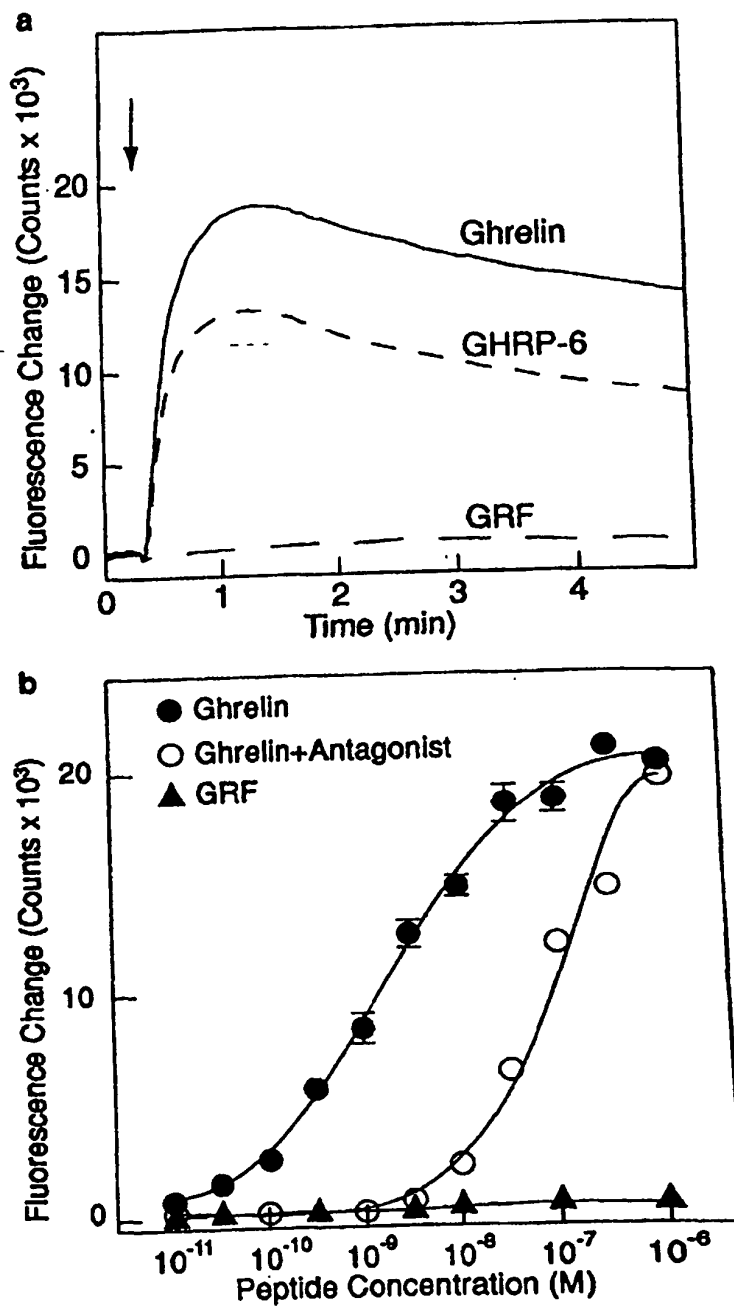 a
Fluorescence Change (Counts x 10³)
20
15
10
5
0
Ghrelin
GHRP-6
GRF
0 1 2 3 4
Time (min)
b
Fluorescence Change (Counts x 10³)
Ghrelin
Ghrelin+Antagonist
GRF
20
10
0
10⁻¹¹ 10⁻¹⁰ 10⁻⁹ 10⁻⁸ 10⁻⁷ 10⁻⁶
Peptide Concentration (M)